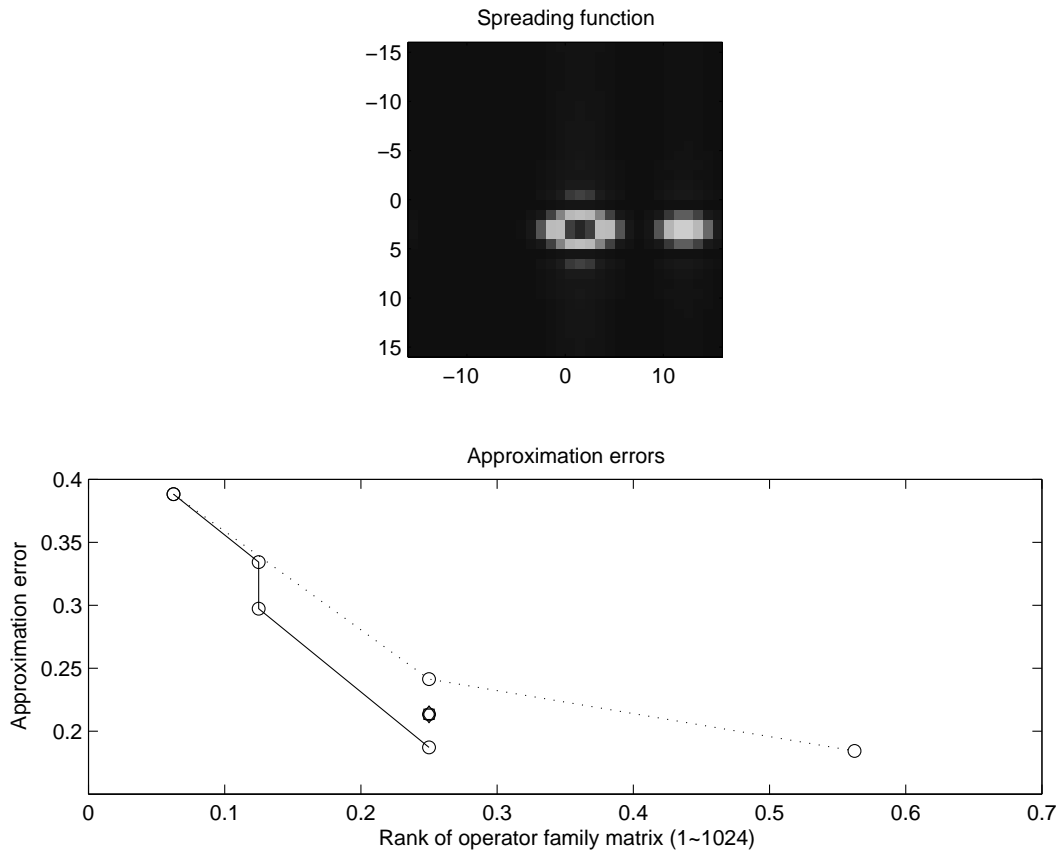 Spreading function
−15
−10
−5
0
5
10
15
−10 0 10
Approximation errors
0.4
0.35
0.3
0.25
0.2
Approximation error
0 0.1 0.2 0.3 0.4 0.5 0.6 0.7
Rank of operator family matrix (1~1024)